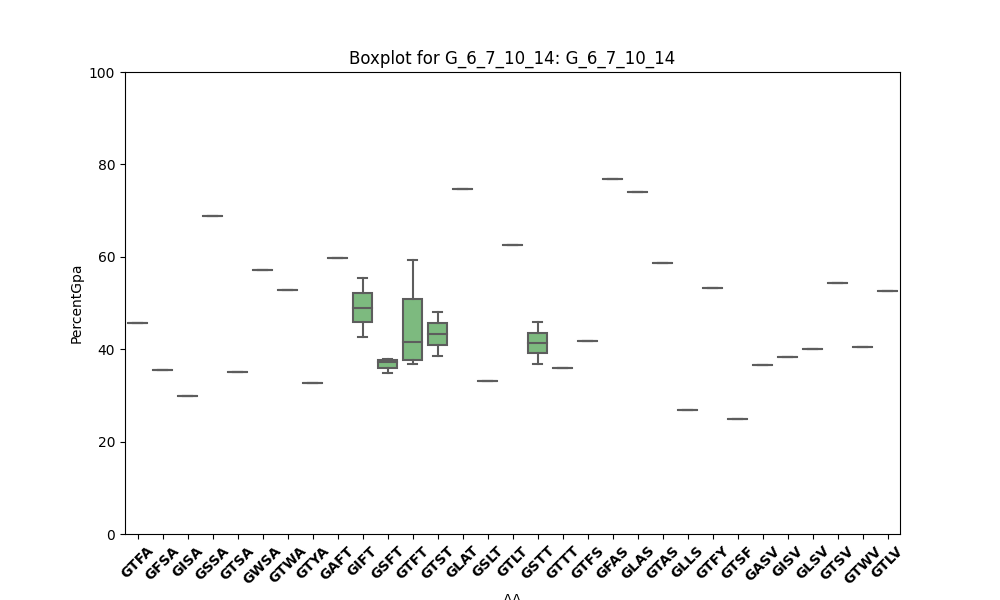 Boxplot for G_6_7_10_14: G_6_7_10_14
100
80
60
40
20
0
PercentGpa
GTFA
GFSA
GISA
GSSA
GTSA
GWSA
GTWA
GTYA
GAFT
GIFT
GSFT
GTFT
GTST
GLAT
GSLT
GTLT
GSTT
GTTT
GTFS
GFAS
GLAS
GTAS
GLLS
GTFY
GTSF
GASV
GISV
GLSV
GTSV
GTWV
GTLV
AA